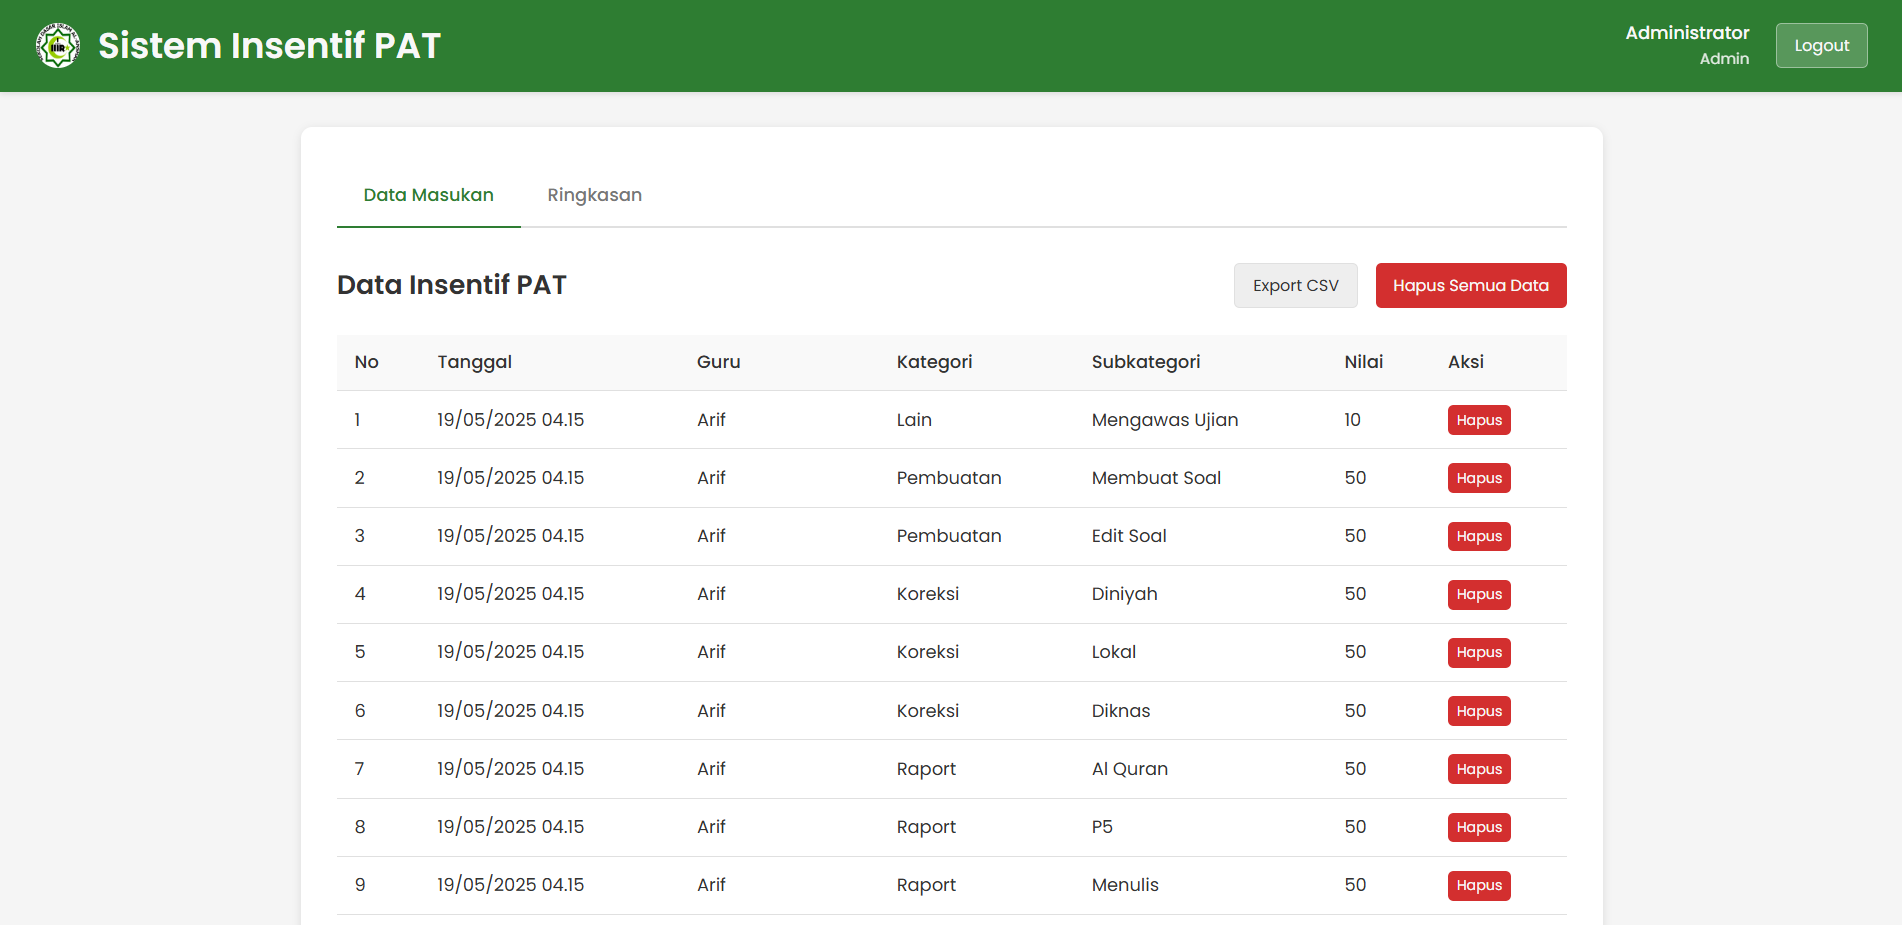 Sistem Insentif PAT
Administrator
Admin
Logout
Data Masukan Ringkasan
Data Insentif PAT
Export CSV Hapus Semua Data
No Tanggal Guru Kategori Subkategori Nilai Aksi
1 19/05/2025 04.15 Arif Lain Mengawas Ujian 10 Hapus
2 19/05/2025 04.15 Arif Pembuatan Membuat Soal 50 Hapus
3 19/05/2025 04.15 Arif Pembuatan Edit Soal 50 Hapus
4 19/05/2025 04.15 Arif Koreksi Diniyah 50 Hapus
5 19/05/2025 04.15 Arif Koreksi Lokal 50 Hapus
6 19/05/2025 04.15 Arif Koreksi Diknas 50 Hapus
7 19/05/2025 04.15 Arif Raport Al Quran 50 Hapus
8 19/05/2025 04.15 Arif Raport P5 50 Hapus
9 19/05/2025 04.15 Arif Raport Menulis 50 Hapus